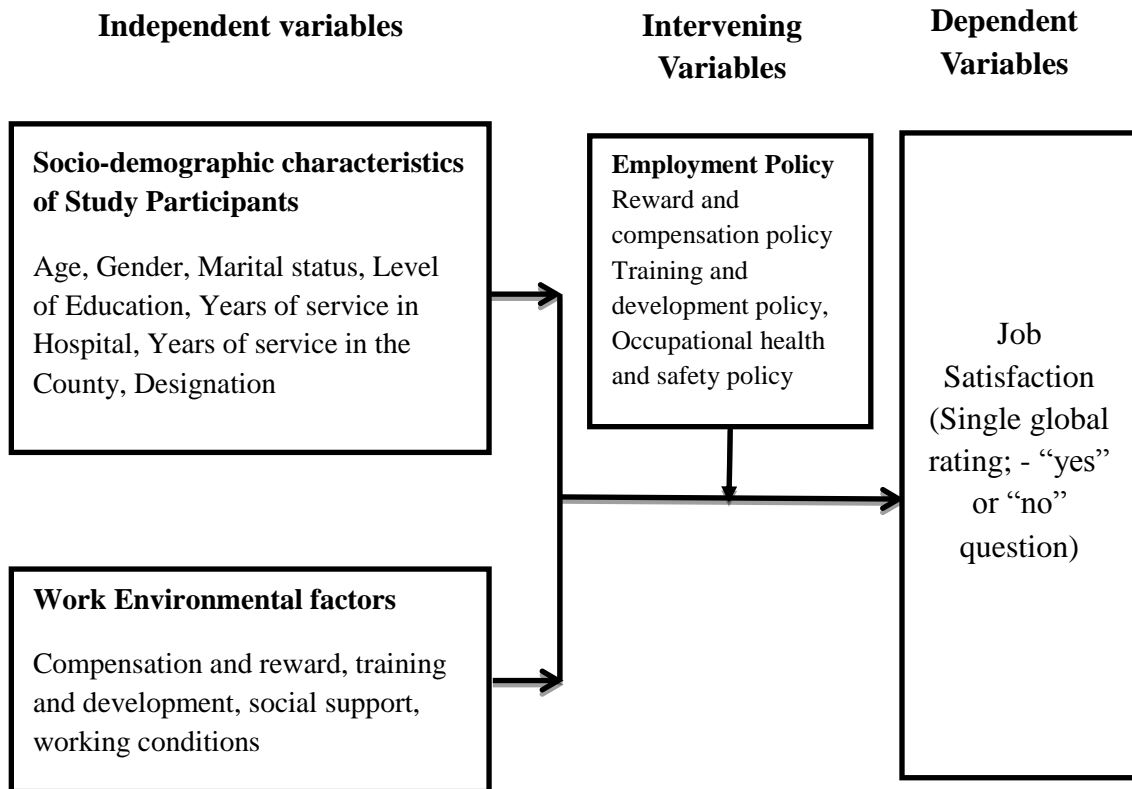 Independent variables
Intervening
Variables
Dependent
Variables
Socio-demographic characteristics
of Study Participants
Age, Gender, Marital status, Level
of Education, Years of service in
Hospital, Years of service in the
County, Designation
Employment Policy
Reward and
compensation policy
Training and
development policy,
Occupational health
and safety policy
Job
Satisfaction
(Single global
rating; - “yes”
or “no”
question)
Work Environmental factors
Compensation and reward, training
and development, social support,
working conditions